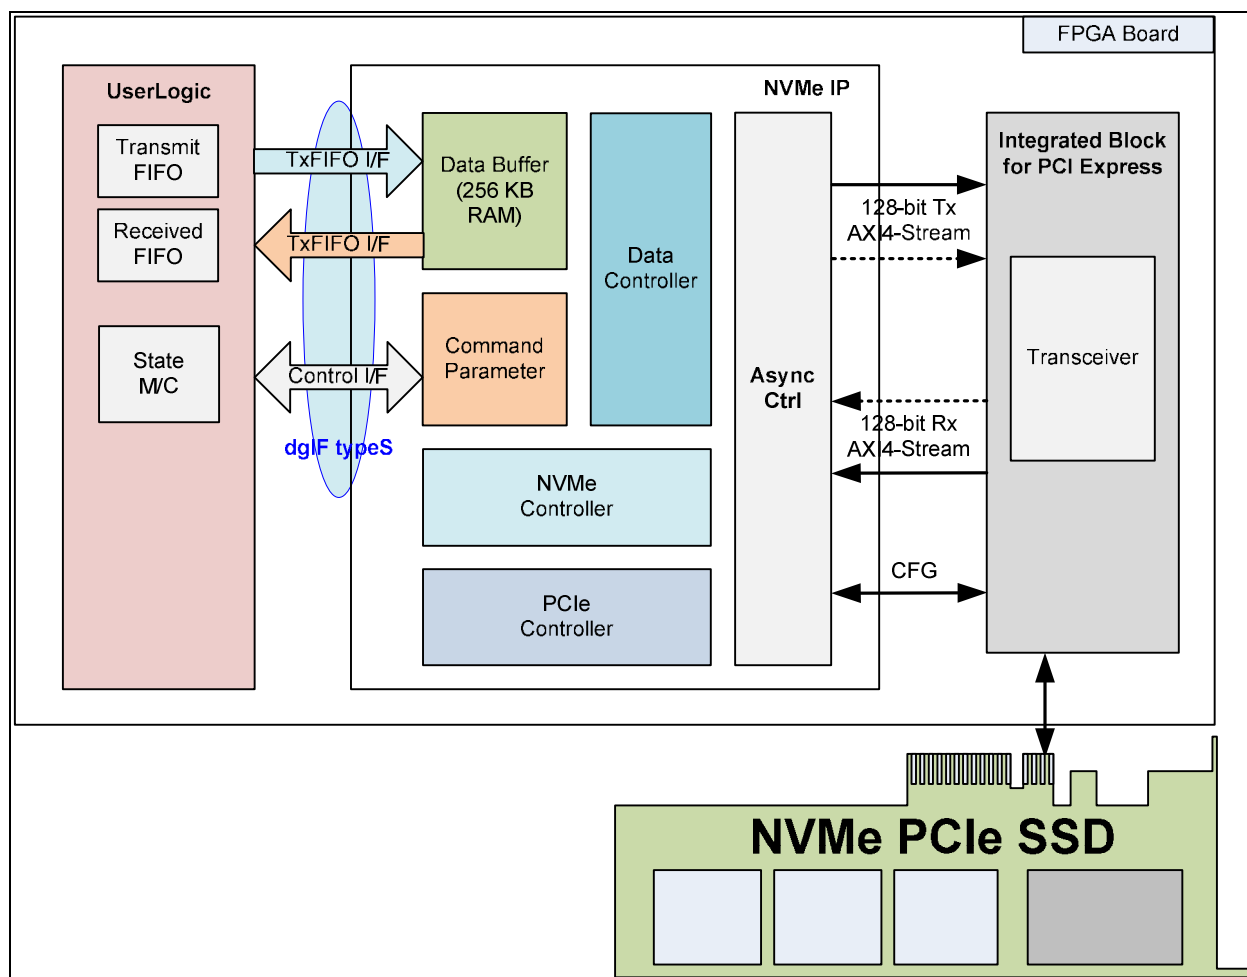 FPGA Board
UserLogic
Transmit
FIFO
Received
FIFO
State
M/C
TxFIFO I/F
TxFIFO I/F
Control I/F
dgIF typeS
NVMe IP
Data Buffer
(256 KB
RAM)
Command
Parameter
Data
Controller
NVMe
Controller
PCIe
Controller
Async
Ctrl
128-bit Tx
AXI4-Stream
128-bit Rx
AXI4-Stream
CFG
Integrated Block
for PCI Express
Transceiver
NVMe PCIe SSD